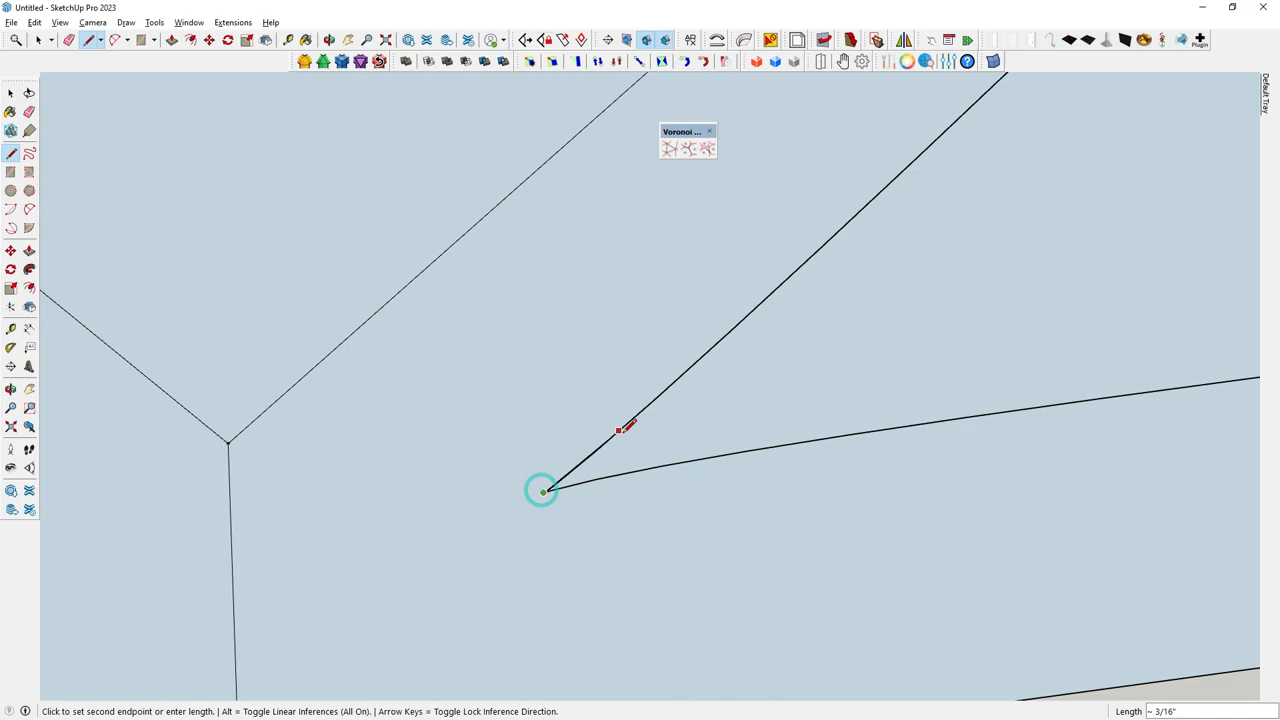 Untitled - SketchUp Pro 2023
File Edit View Camera Draw Tools Window Extensions Help
Plugin
Default Tray
Voronoi ...
Click to set second endpoint or enter length. | Alt = Toggle Linear Inferences (All On). | Arrow Keys = Toggle Lock Inference Direction.
Length ~ 3/16"